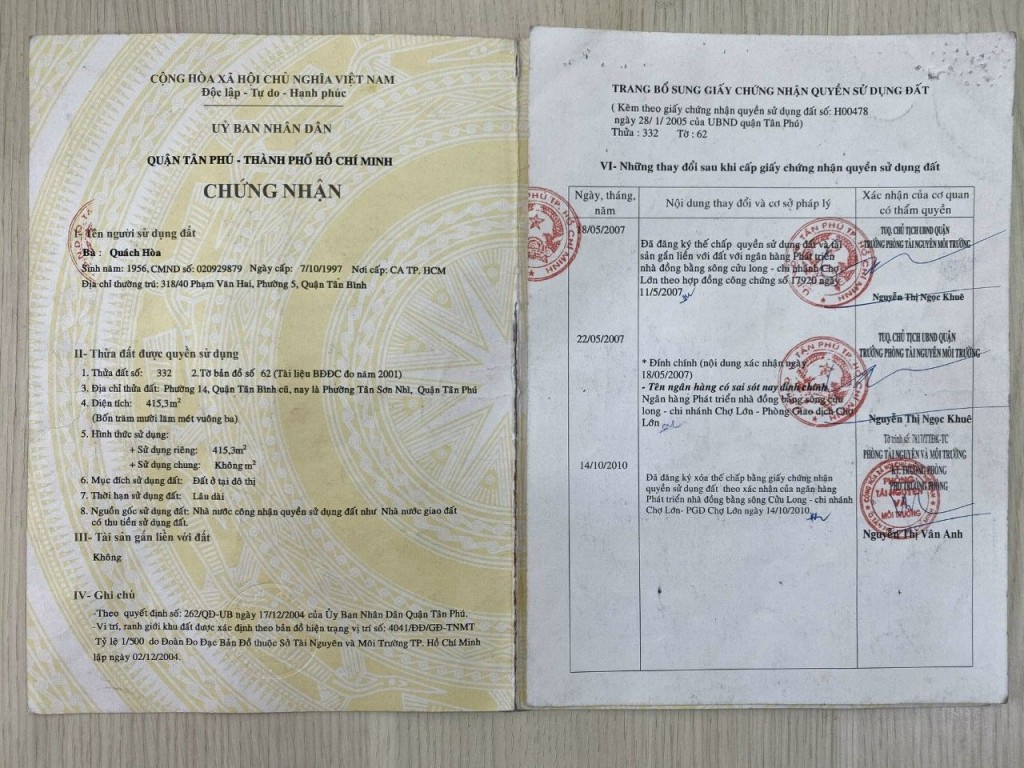 CỘNG HÒA XÃ HỘI CHỦ NGHĨA VIỆT NAM
Độc lập - Tự do - Hạnh phúc
UỶ BAN NHÂN DÂN
QUẬN TÂN PHÚ - THÀNH PHỐ HỒ CHÍ MINH
CHỨNG NHẬN
I- Tên người sử dụng đất
Bà : Quách Hòa
Sinh năm: 1956, CMND số: 020929879 Ngày cấp: 7/10/1997 Nơi cấp: CA TP. HCM
Địa chỉ thường trú: 318/40 Phạm Văn Hai, Phường 5, Quận Tân Bình
II- Thửa đất được quyền sử dụng
1. Thửa đất số: 332 2.Tờ bản đồ số 62 (Tài liệu BĐĐC đo năm 2001)
3. Địa chỉ thửa đất: Phường 14, Quận Tân Bình cũ, nay là Phường Tân Sơn Nhì, Quận Tân Phú
4. Diện tích: 415,3m²
(Bốn trăm mười lăm mét vuông ba)
5. Hình thức sử dụng:
+ Sử dụng riêng: 415,3m²
+ Sử dụng chung: Không m²
6. Mục đích sử dụng đất: Đất ở tại đô thị
7. Thời hạn sử dụng đất: Lâu dài
8. Nguồn gốc sử dụng đất: Nhà nước công nhận quyền sử dụng đất như Nhà nước giao đất
có thu tiền sử dụng đất.
III- Tài sản gắn liền với đất
Không
IV- Ghi chú
-Theo quyết định số: 262/QĐ-UB ngày 17/12/2004 của Ủy Ban Nhân Dân Quận Tân Phú.
-Vị trí, ranh giới khu đất được xác định theo bản đồ hiện trạng vị trí số: 4041/ĐĐ/GĐ-TNMT
Tỷ lệ 1/500 do Đoàn Đo Đạc Bản Đồ thuộc Sở Tài Nguyên và Môi Trường TP. Hồ Chí Minh
lập ngày 02/12/2004.
TRANG BỔ SUNG GIẤY CHỨNG NHẬN QUYỀN SỬ DỤNG ĐẤT
( Kèm theo giấy chứng nhận quyền sử dụng đất số: H00478
ngày 28/ 1/ 2005 của UBND quận Tân Phú)
Thửa : 332 Tờ : 62
VI- Những thay đổi sau khi cấp giấy chứng nhận quyền sử dụng đất
Ngày, tháng, năm
Nội dung thay đổi và cơ sở pháp lý
Xác nhận của cơ quan có thẩm quyền
18/05/2007
Đã đăng ký thế chấp quyền sử dụng đất và tài
sản gắn liền với đất với ngân hàng Phát triển
nhà đồng bằng sông cửu long - chi nhánh Chợ
Lớn theo hợp đồng công chứng số 17920 ngày
11/5/2007
TUQ. CHỦ TỊCH UBND QUẬN
TRƯỞNG PHÒNG TÀI NGUYÊN MÔI TRƯỜNG
Nguyễn Thị Ngọc Khuê
22/05/2007
* Đính chính (nội dung xác nhận ngày
18/05/2007)
- Tên ngân hàng có sai sót nay đính chính
Ngân hàng Phát triển nhà đồng bằng sông cửu
long - chi nhánh Chợ Lớn - Phòng Giao dịch Chợ
Lớn
TUQ. CHỦ TỊCH UBND QUẬN
TRƯỞNG PHÒNG TÀI NGUYÊN MÔI TRƯỜNG
Nguyễn Thị Ngọc Khuê
14/10/2010
Đã đăng ký xóa thế chấp bằng giấy chứng nhận
quyền sử dụng đất theo xác nhận của ngân hàng
Phát triển nhà đồng bằng sông Cửu Long - chi nhánh
Chợ Lớn- PGD Chợ Lớn ngày 14/10/2010
PHÒNG TÀI NGUYÊN VÀ MÔI TRƯỜNG
KT. TRƯỞNG PHÒNG
PHÓ TRƯỞNG PHÒNG
PHÒNG
TÀI NGUYÊN
VÀ
MÔI TRƯỜNG
Nguyễn Thị Vân Anh